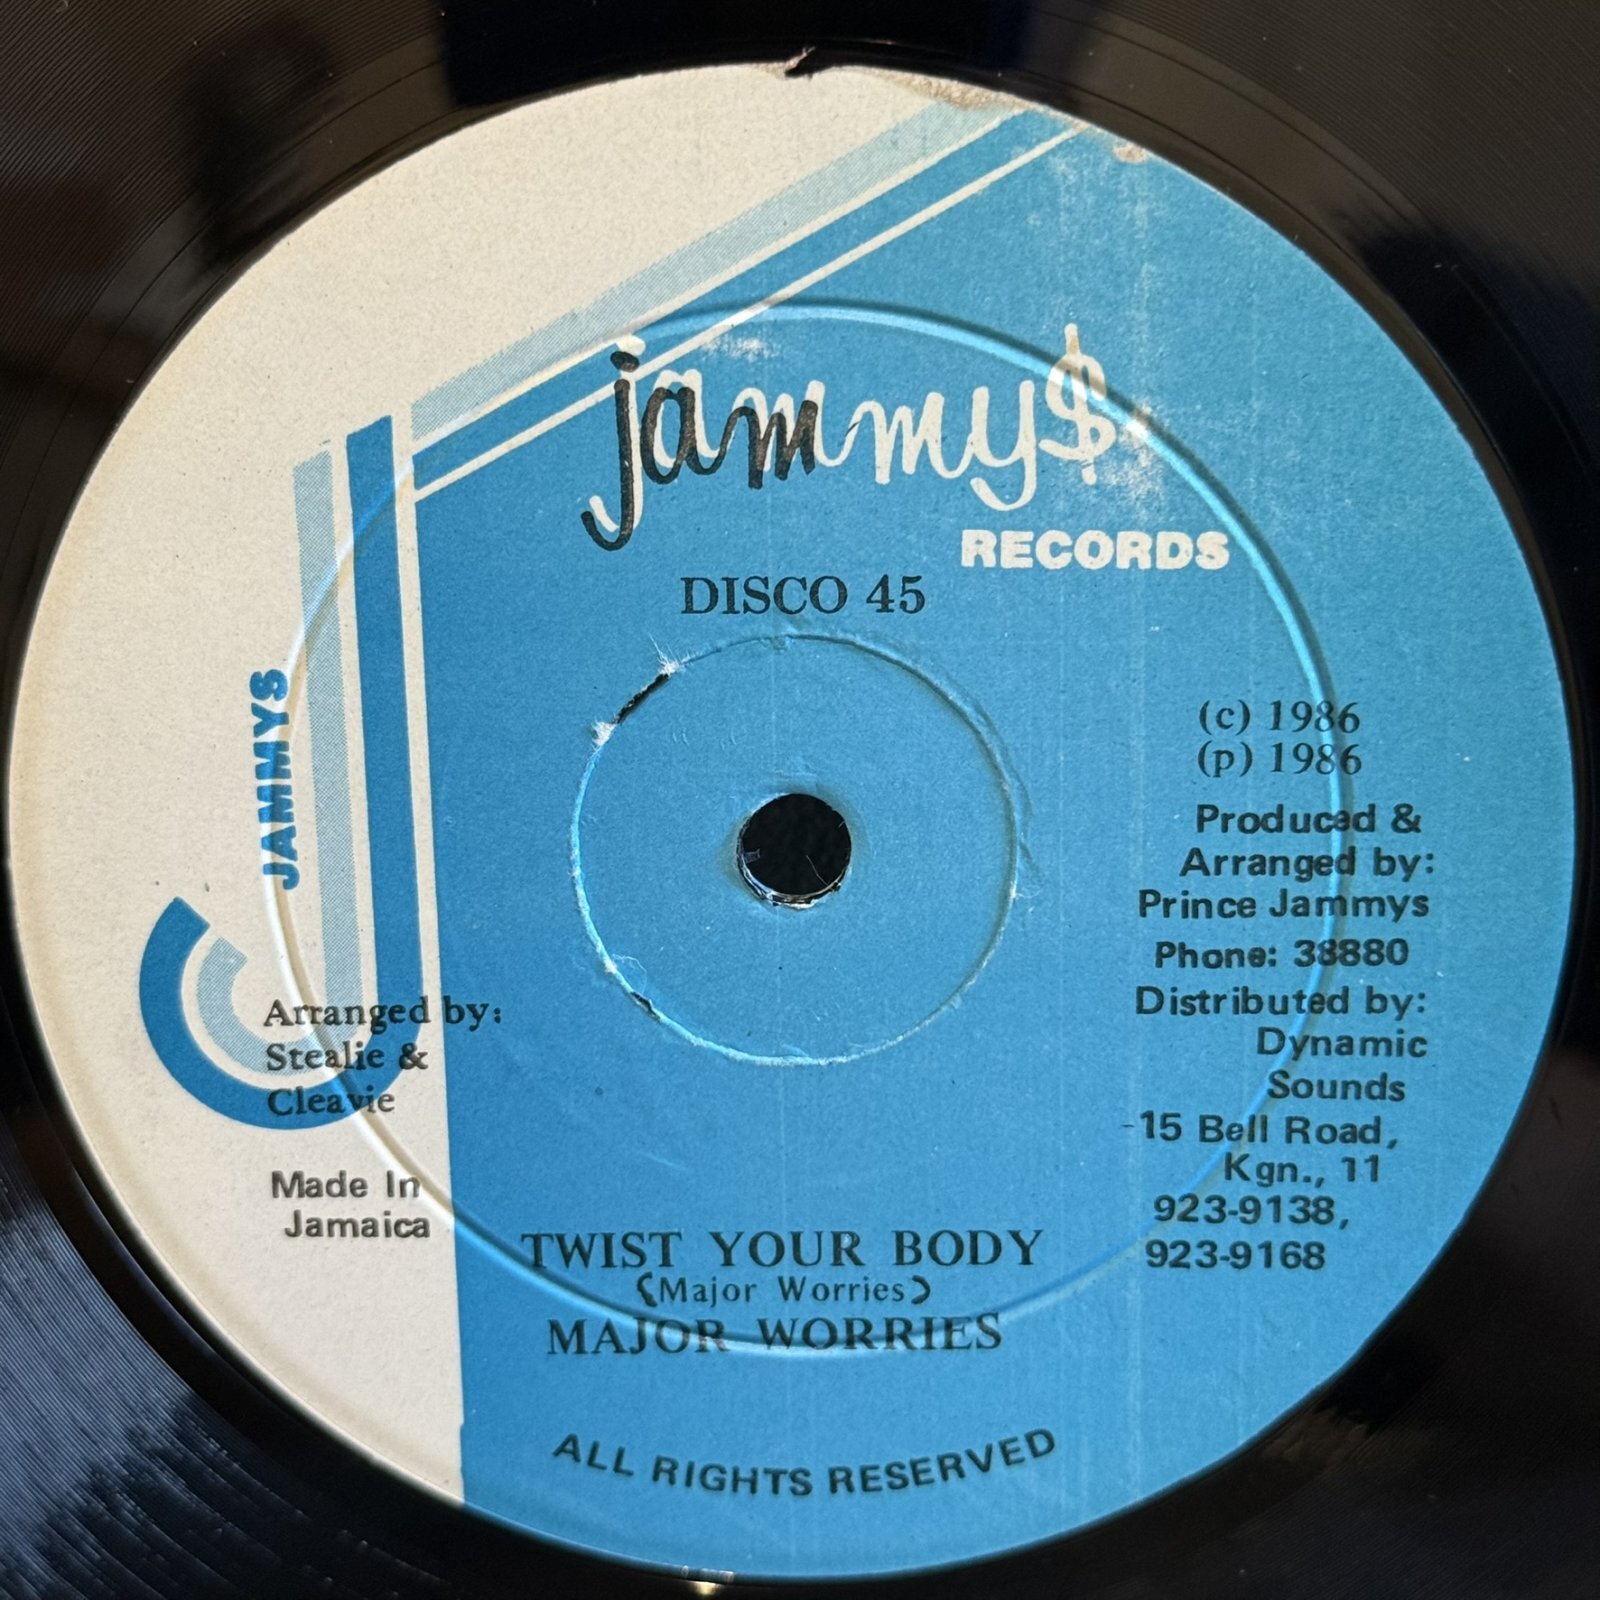 jammy$
RECORDS
DISCO 45
JAMMYS
(c) 1986
(p) 1986
Produced &
Arranged by:
Prince Jammys
Phone: 38880
Distributed by:
Dynamic
Sounds
-15 Bell Road,
Kgn., 11
923-9138,
923-9168
Arranged by:
Stealie &
Cleavie
Made In
Jamaica
TWIST YOUR BODY
(Major Worries)
MAJOR WORRIES
ALL RIGHTS RESERVED